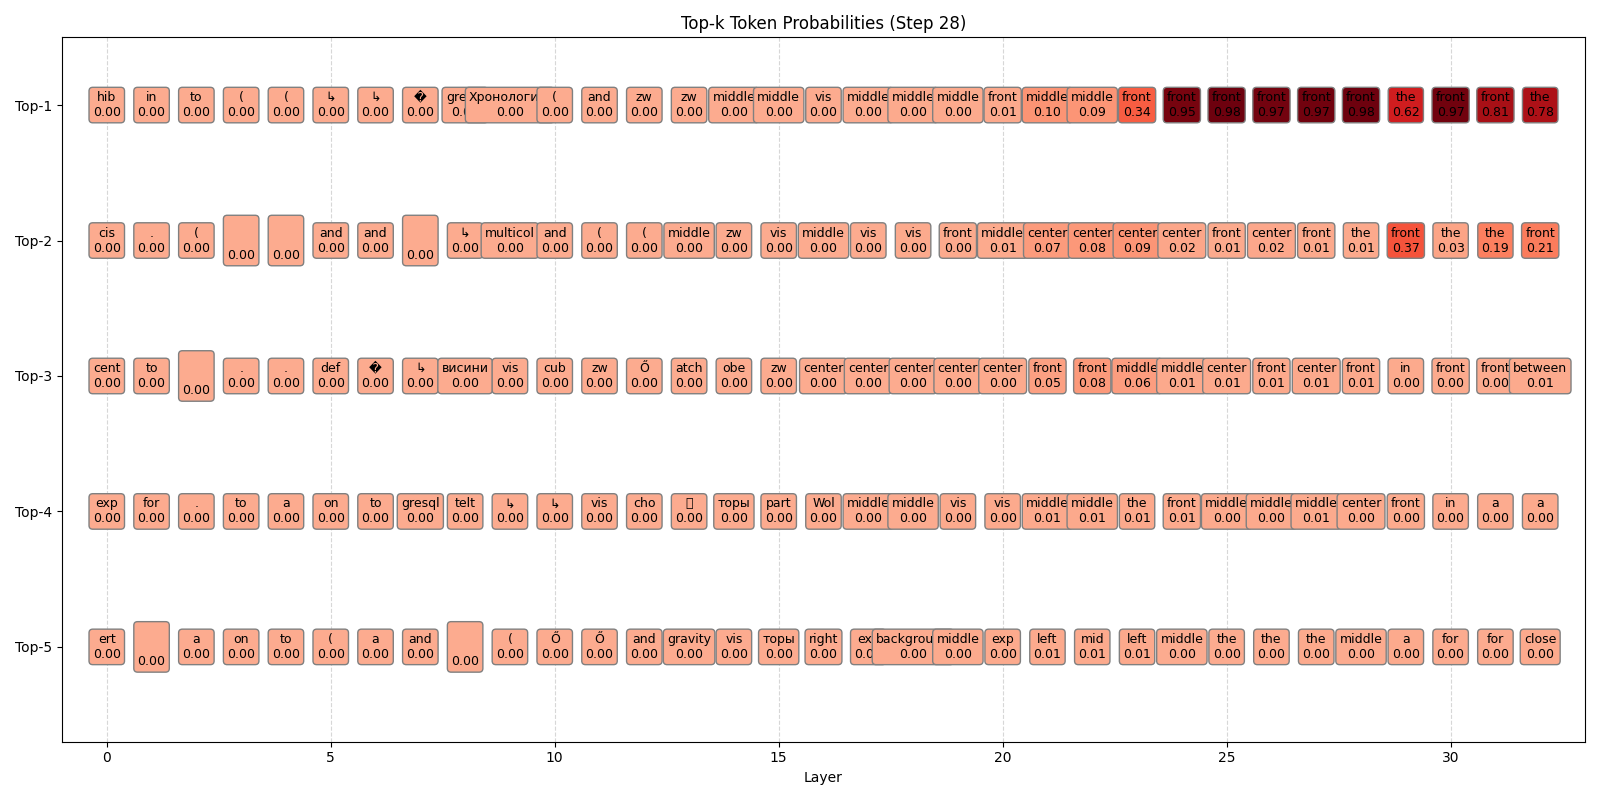 Top-k Token Probabilities (Step 28)
Top-1 hib in to ( ( ↳ ↳ � Хронологи ( and zw zw middle middle vis middle middle middle front middle middle front front front front front front the front front the
0.00 0.00 0.00 0.00 0.00 0.00 0.00 0.00 0.00 0.00 0.00 0.00 0.00 0.00 0.00 0.00 0.00 0.00 0.00 0.01 0.10 0.09 0.34 0.95 0.98 0.97 0.97 0.98 0.62 0.97 0.81 0.78
Top-2 cis . ( and and ↳ multicol and ( ( middle zw vis middle vis vis front middle center center center center front center front the front the the front
0.00 0.00 0.00 0.00 0.00 0.00 0.00 0.00 0.00 0.00 0.00 0.00 0.00 0.00 0.00 0.00 0.00 0.00 0.00 0.00 0.01 0.07 0.08 0.09 0.02 0.01 0.02 0.01 0.01 0.37 0.03 0.19 0.21
Top-3 cent to . . def � ↳ висини vis cub zw Ő atch obe zw center center center center center front front middle middle center front center front in front front between
0.00 0.00 0.00 0.00 0.00 0.00 0.00 0.00 0.00 0.00 0.00 0.00 0.00 0.00 0.00 0.00 0.00 0.00 0.00 0.00 0.00 0.05 0.08 0.06 0.01 0.01 0.01 0.01 0.01 0.00 0.00 0.00 0.01
Top-4 exp for . to a on to gresql telt ↳ ↳ vis cho торы part Wol middle middle vis vis middle middle the front middle middle middle center front in a a
0.00 0.00 0.00 0.00 0.00 0.00 0.00 0.00 0.00 0.00 0.00 0.00 0.00 0.00 0.00 0.00 0.00 0.00 0.00 0.00 0.00 0.01 0.01 0.01 0.01 0.00 0.00 0.01 0.00 0.00 0.00 0.00 0.00
Top-5 ert a on to ( a and ( Ő Ő and gravity vis торы right middle exp left mid left middle the the the middle a for for close
0.00 0.00 0.00 0.00 0.00 0.00 0.00 0.00 0.00 0.00 0.00 0.00 0.00 0.00 0.00 0.00 0.00 0.00 0.00 0.00 0.01 0.01 0.01 0.00 0.00 0.00 0.00 0.00 0.00 0.00 0.00 0.00
0 5 10 15 20 25 30
Layer